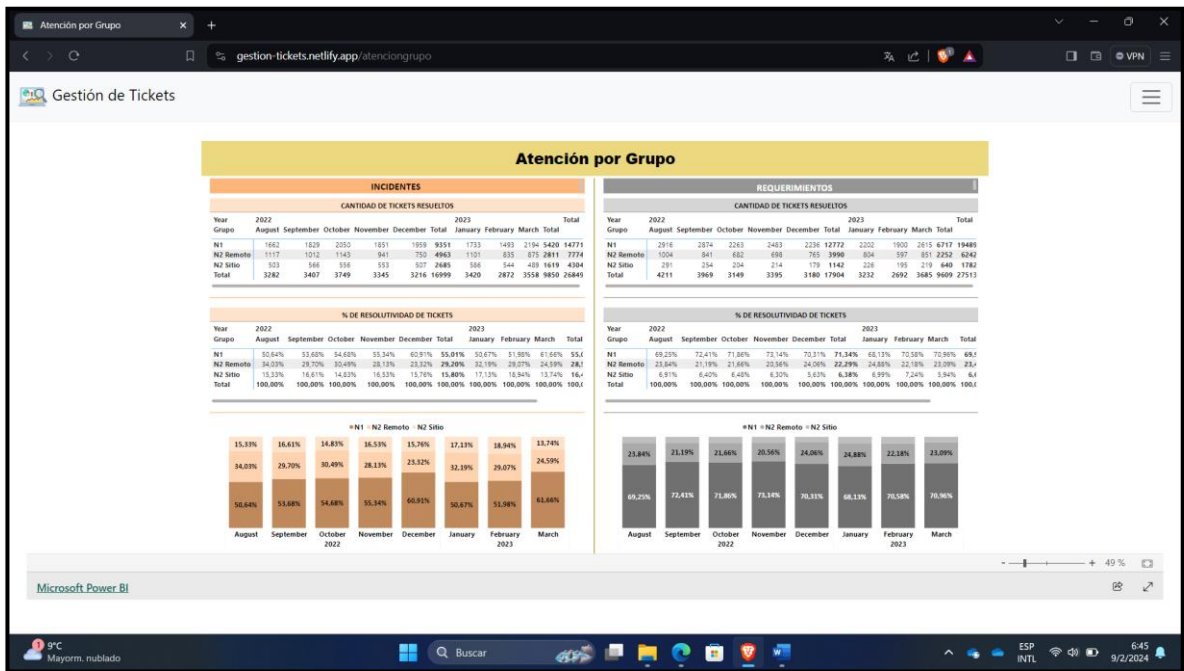 Atención por Grupo
gestion-tickets.netlify.app/atenciongrupo
VPN
Gestión de Tickets
Atención por Grupo
INCIDENTES
CANTIDAD DE TICKETS RESUELTOS
Year 2022 2023 Total
Grupo August September October November December Total January February March Total
N1 1662 1829 2050 1851 1959 9351 1733 1493 2194 5420 14771
N2 Remoto 1117 1012 1143 941 750 4963 1101 835 875 2811 7774
N2 Sitio 503 566 556 553 507 2685 586 544 489 1619 4304
Total 3282 3407 3749 3345 3216 16999 3420 2872 3558 9850 26849
% DE RESOLUTIVIDAD DE TICKETS
Year 2022 2023
Grupo August September October November December Total January February March Total
N1 50,64% 53,68% 54,68% 55,34% 60,91% 55,01% 50,67% 51,98% 61,66% 55,(
N2 Remoto 34,03% 29,70% 30,49% 28,13% 23,32% 29,20% 32,19% 29,07% 24,59% 28,
N2 Sitio 15,33% 16,61% 14,83% 16,53% 15,76% 15,80% 17,13% 18,94% 13,74% 16,
Total 100,00% 100,00% 100,00% 100,00% 100,00% 100,00% 100,00% 100,00% 100,00% 100,(
N1 N2 Remoto N2 Sitio
15,33% 16,61% 14,83% 16,53% 15,76% 17,13% 18,94% 13,74%
34,03% 29,70% 30,49% 28,13% 23,32% 32,19% 29,07% 24,59%
50,64% 53,68% 54,68% 55,34% 60,91% 50,67% 51,98% 61,66%
August September October November December January February March
2022 2023
REQUERIMIENTOS
CANTIDAD DE TICKETS RESUELTOS
Year 2022 2023 Total
Grupo August September October November December Total January February March Total
N1 2916 2874 2263 2483 2236 12772 2202 1900 2615 6717 19489
N2 Remoto 1004 841 682 698 765 3990 804 597 851 2252 6242
N2 Sitio 291 254 204 214 179 1142 226 195 219 640 1782
Total 4211 3969 3149 3395 3180 17904 3232 2692 3685 9609 27513
% DE RESOLUTIVIDAD DE TICKETS
Year 2022 2023
Grupo August September October November December Total January February March Total
N1 69,25% 72,41% 71,86% 73,14% 70,31% 71,34% 68,13% 70,58% 70,96% 69,
N2 Remoto 23,84% 21,19% 21,66% 20,56% 24,06% 22,29% 24,88% 22,18% 23,09% 23,
N2 Sitio 6,91% 6,40% 6,48% 6,30% 5,63% 6,38% 6,99% 7,24% 5,94% 6,
Total 100,00% 100,00% 100,00% 100,00% 100,00% 100,00% 100,00% 100,00% 100,00% 100,(
N1 N2 Remoto N2 Sitio
23,84% 21,19% 21,66% 20,56% 24,06% 24,88% 22,18% 23,09%
69,25% 72,41% 71,86% 73,14% 70,31% 68,13% 70,58% 70,96%
August September October November December January February March
2022 2023
- + 49 %
Microsoft Power BI
1
9°C
Mayorm. nublado
Buscar
ESP
INTL
6:45
9/2/2024